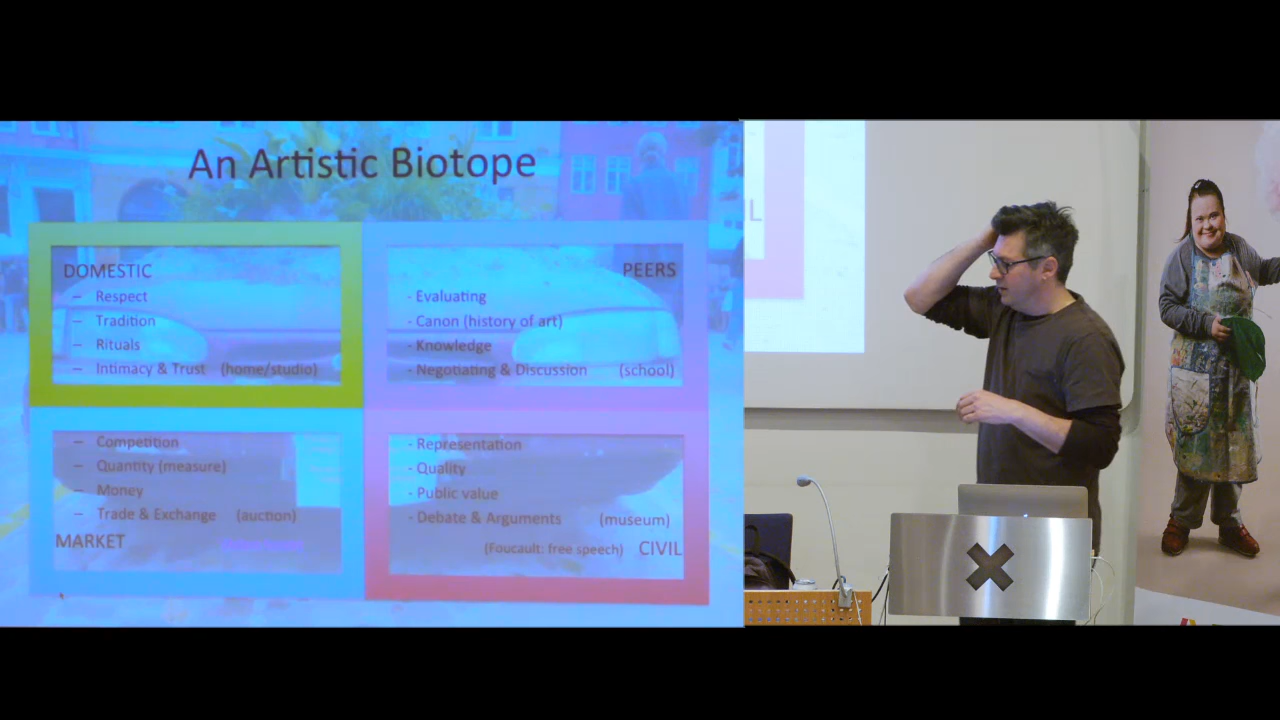 An Artistic Biotope
DOMESTIC
– Respect
– Tradition
– Rituals
– Intimacy & Trust (home/studio)
PEERS
- Evaluating
- Canon (history of art)
- Knowledge
- Negotiating & Discussion (school)
– Competition
– Quantity (measure)
– Money
– Trade & Exchange (auction)
MARKET
- Representation
- Quality
- Public value
- Debate & Arguments (museum)
(Foucault: free speech) CIVIL
IL